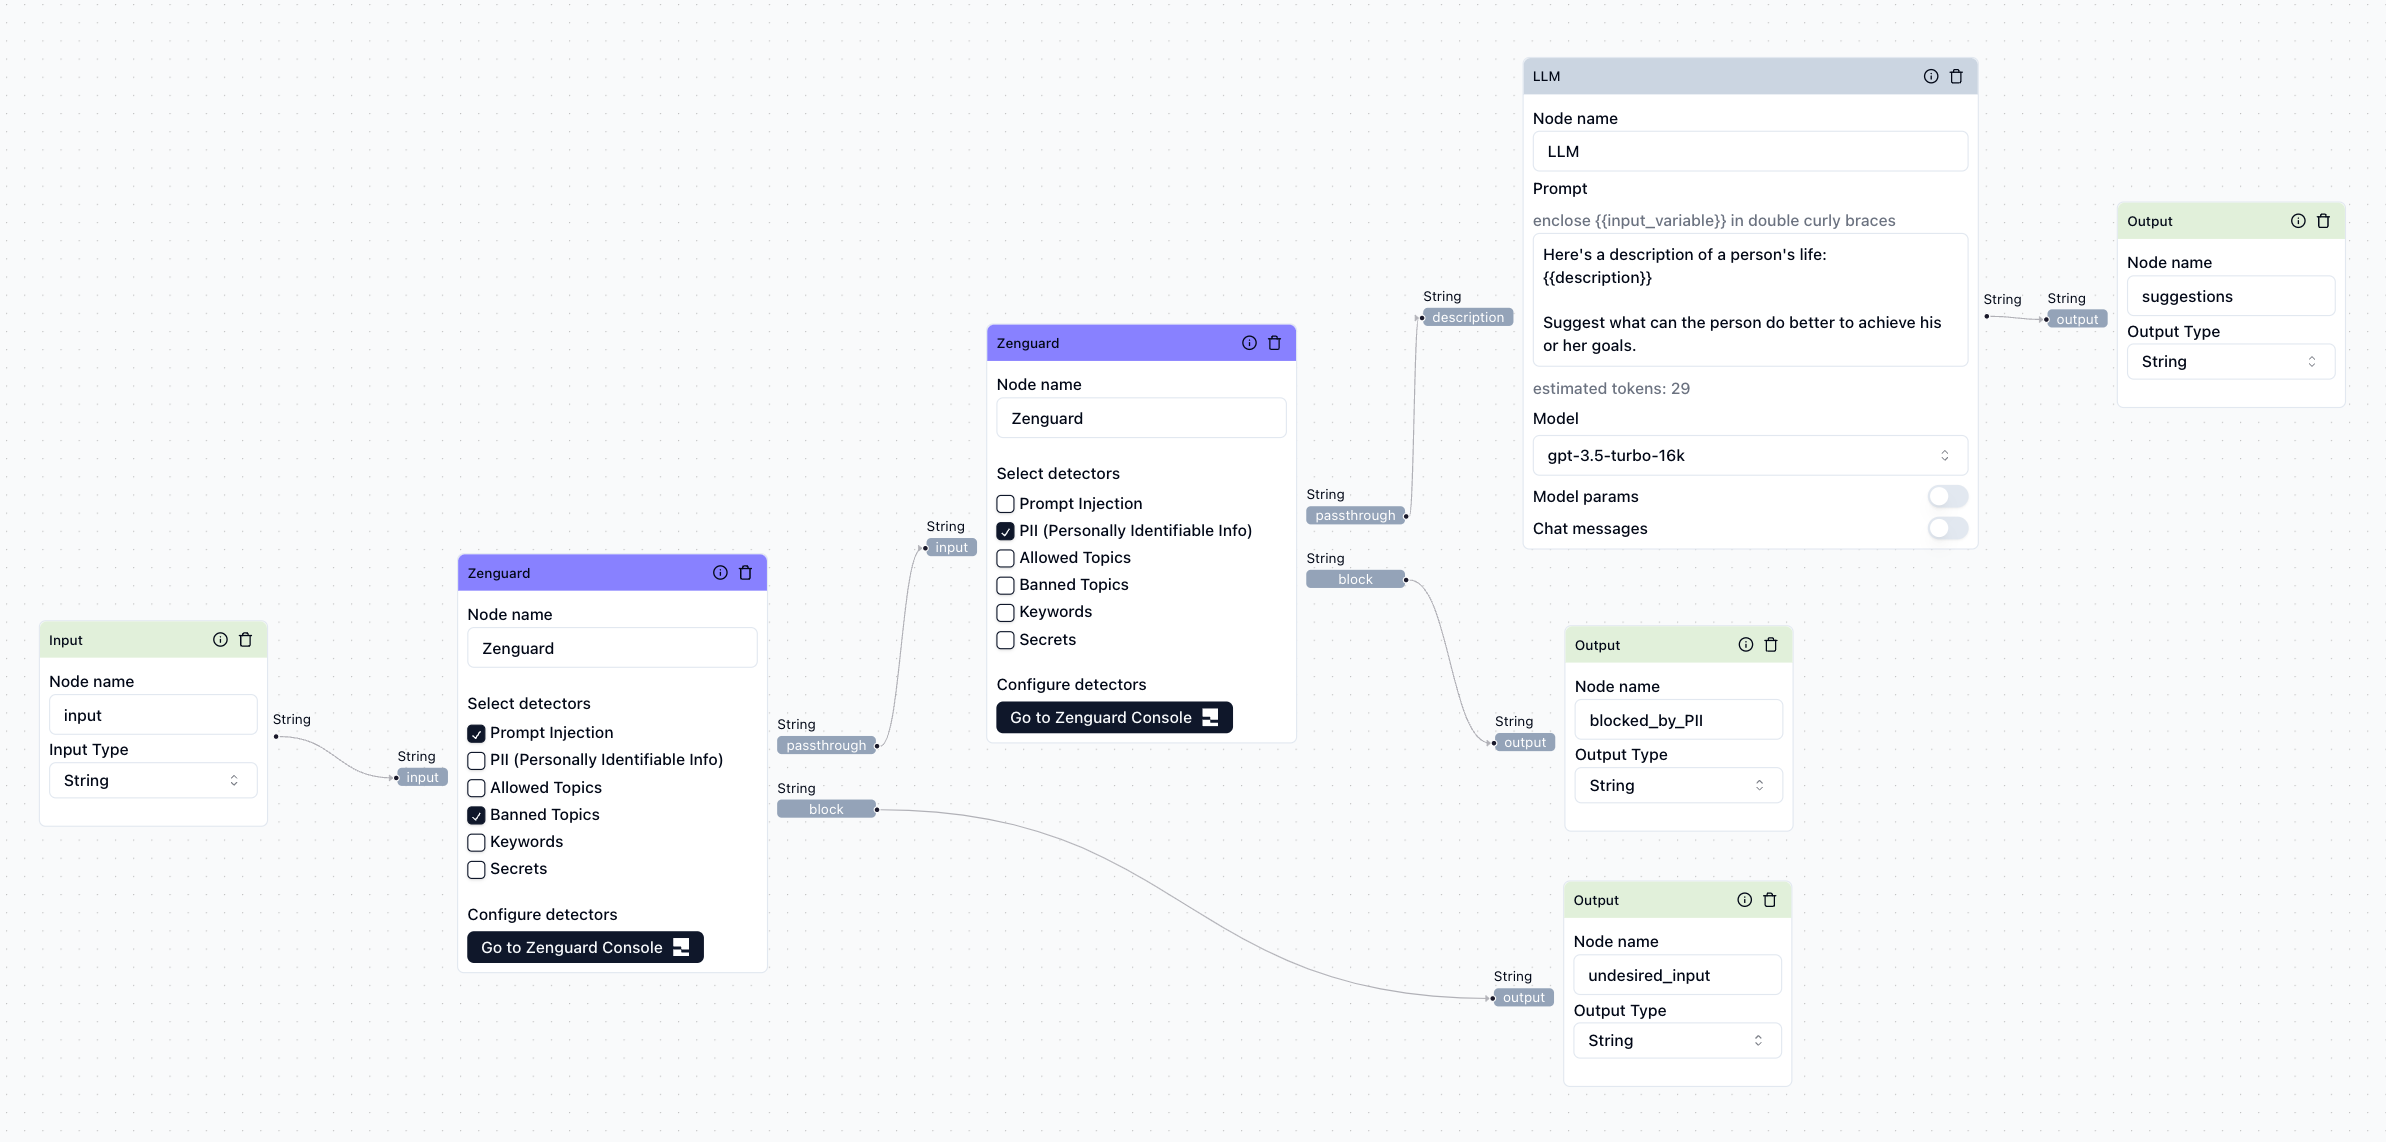 Input
Node name
input
Input Type
String
String
String
input
Zenguard
Node name
Zenguard
Select detectors
Prompt Injection
PII (Personally Identifiable Info)
Allowed Topics
Banned Topics
Keywords
Secrets
Configure detectors
Go to Zenguard Console
String
passthrough
String
block
String
input
Zenguard
Node name
Zenguard
Select detectors
Prompt Injection
PII (Personally Identifiable Info)
Allowed Topics
Banned Topics
Keywords
Secrets
Configure detectors
Go to Zenguard Console
String
passthrough
String
block
String
description
LLM
Node name
LLM
Prompt
enclose {{input_variable}} in double curly braces
Here's a description of a person's life:
{{description}}
Suggest what can the person do better to achieve his
or her goals.
estimated tokens: 29
Model
gpt-3.5-turbo-16k
Model params
Chat messages
String
String
output
Output
Node name
suggestions
Output Type
String
String
output
Output
Node name
blocked_by_PII
Output Type
String
String
output
Output
Node name
undesired_input
Output Type
String